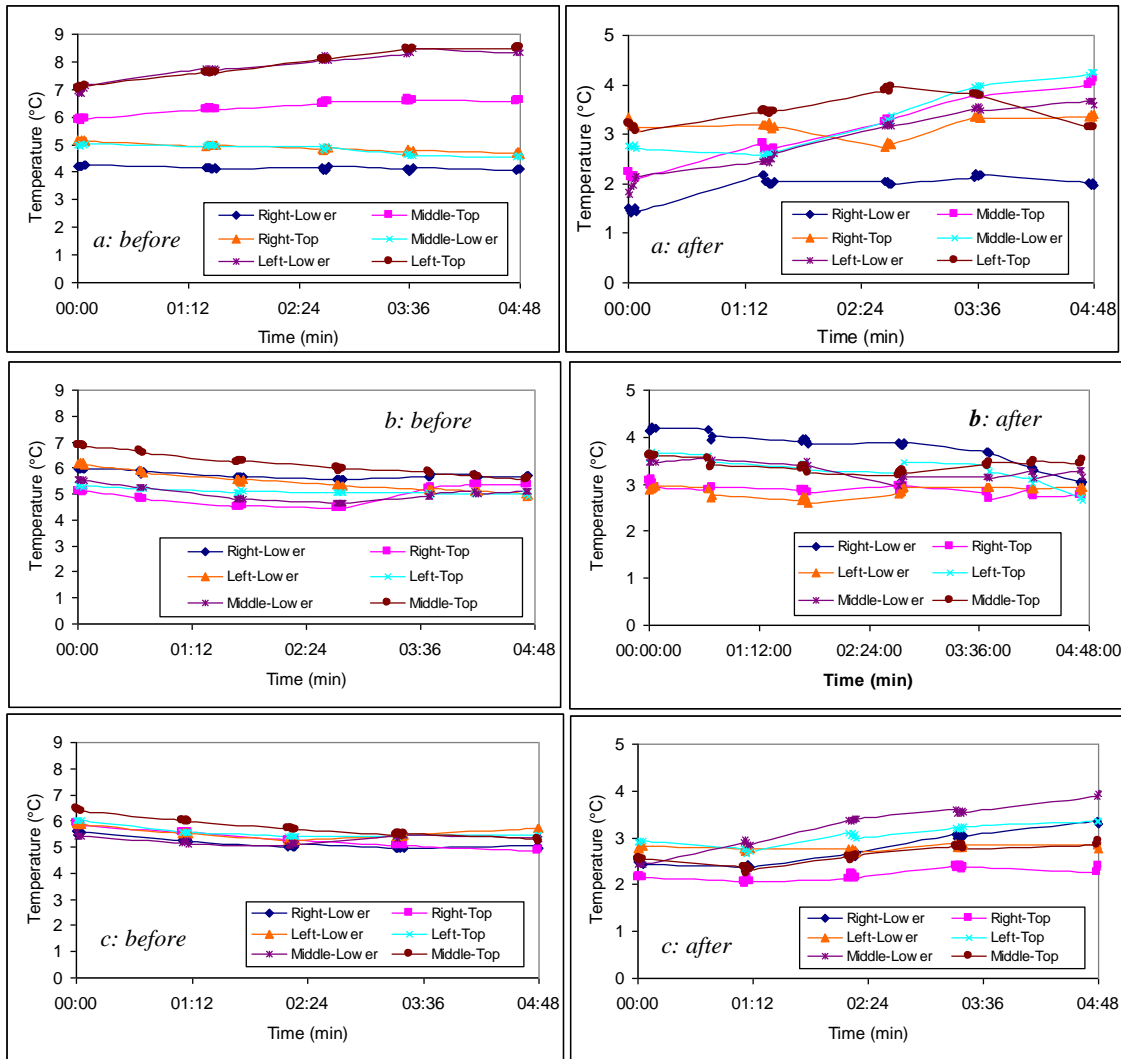 9
8
7
6
5
4
3
2
1
0
Temperature (°C)
a: before
Right-Lower Middle-Top
Right-Top Middle-Lower
Left-Lower Left-Top
00:00 01:12 02:24 03:36 04:48
Time (min)
5
4
3
2
1
0
Temperature (°C)
a: after
Right-Lower Middle-Top
Right-Top Middle-Lower
Left-Lower Left-Top
00:00 01:12 02:24 03:36 04:48
Time (min)
9
8
7
6
5
4
3
2
1
0
Temperature (°C)
b: before
Right-Lower Right-Top
Left-Lower Left-Top
Middle-Lower Middle-Top
00:00 01:12 02:24 03:36 04:48
Time (min)
5
4
3
2
1
0
Temperature (°C)
b: after
Right-Lower Right-Top
Left-Lower Left-Top
Middle-Lower Middle-Top
00:00:00 01:12:00 02:24:00 03:36:00 04:48:00
Time (min)
9
8
7
6
5
4
3
2
1
0
Temperature (°C)
c: before
Right-Lower Right-Top
Left-Lower Left-Top
Middle-Lower Middle-Top
00:00 01:12 02:24 03:36 04:48
Time (min)
5
4
3
2
1
0
Temperature (°C)
c: after
Right-Lower Right-Top
Left-Lower Left-Top
Middle-Lower Middle-Top
00:00 01:12 02:24 03:36 04:48
Time (min)